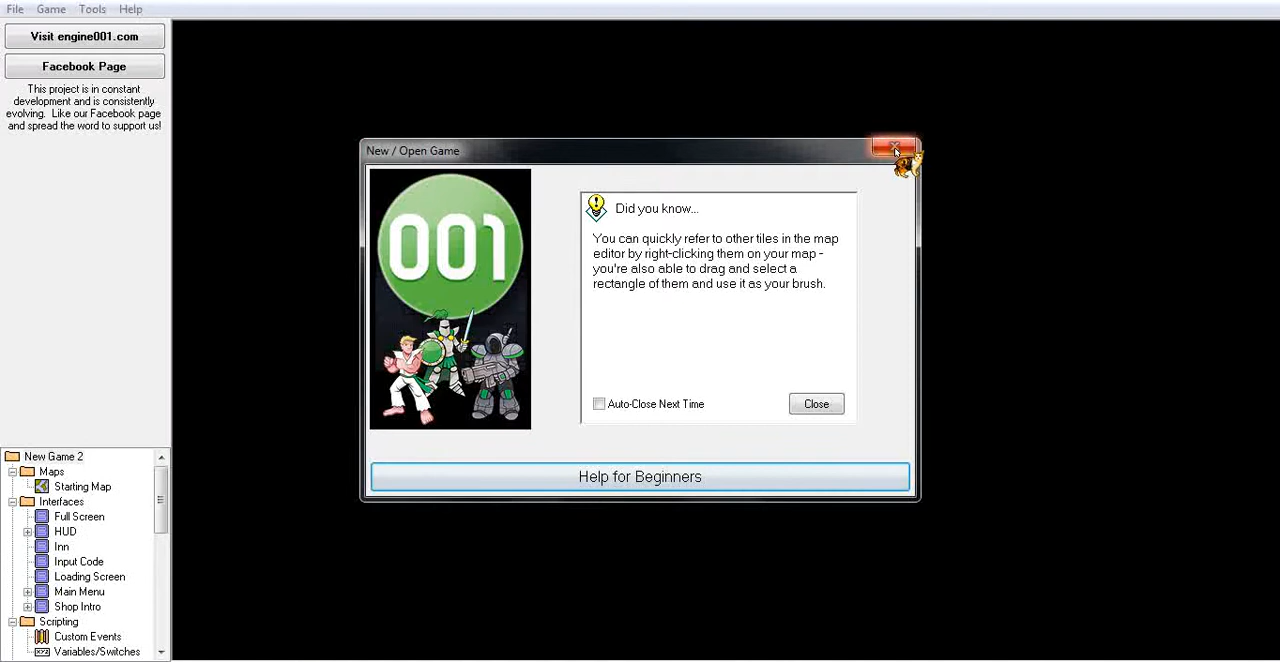 File Game Tools Help
Visit engine001.com
Facebook Page
This project is in constant
development and is consistently
evolving. Like our Facebook page
and spread the word to support us!
New / Open Game
001
Did you know...
You can quickly refer to other tiles in the map
editor by right-clicking them on your map -
you're also able to drag and select a
rectangle of them and use it as your brush.
Auto-Close Next Time
Close
Help for Beginners
New Game 2
Maps
Starting Map
Interfaces
Full Screen
HUD
Inn
Input Code
Loading Screen
Main Menu
Shop Intro
Scripting
Custom Events
XYZ Variables/Switches